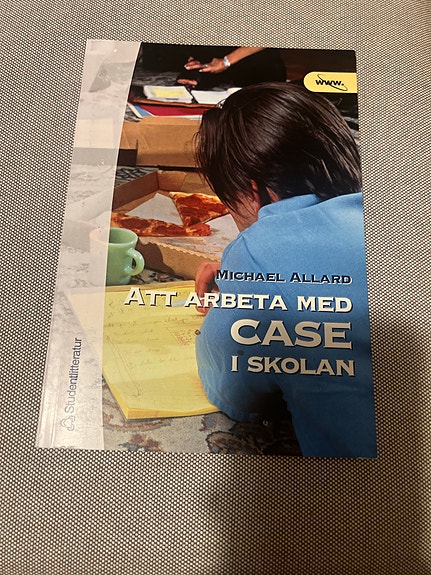 www.
MICHAEL ALLARD
ATT ARBETA MED
CASE
I SKOLAN
Studentlitteratur